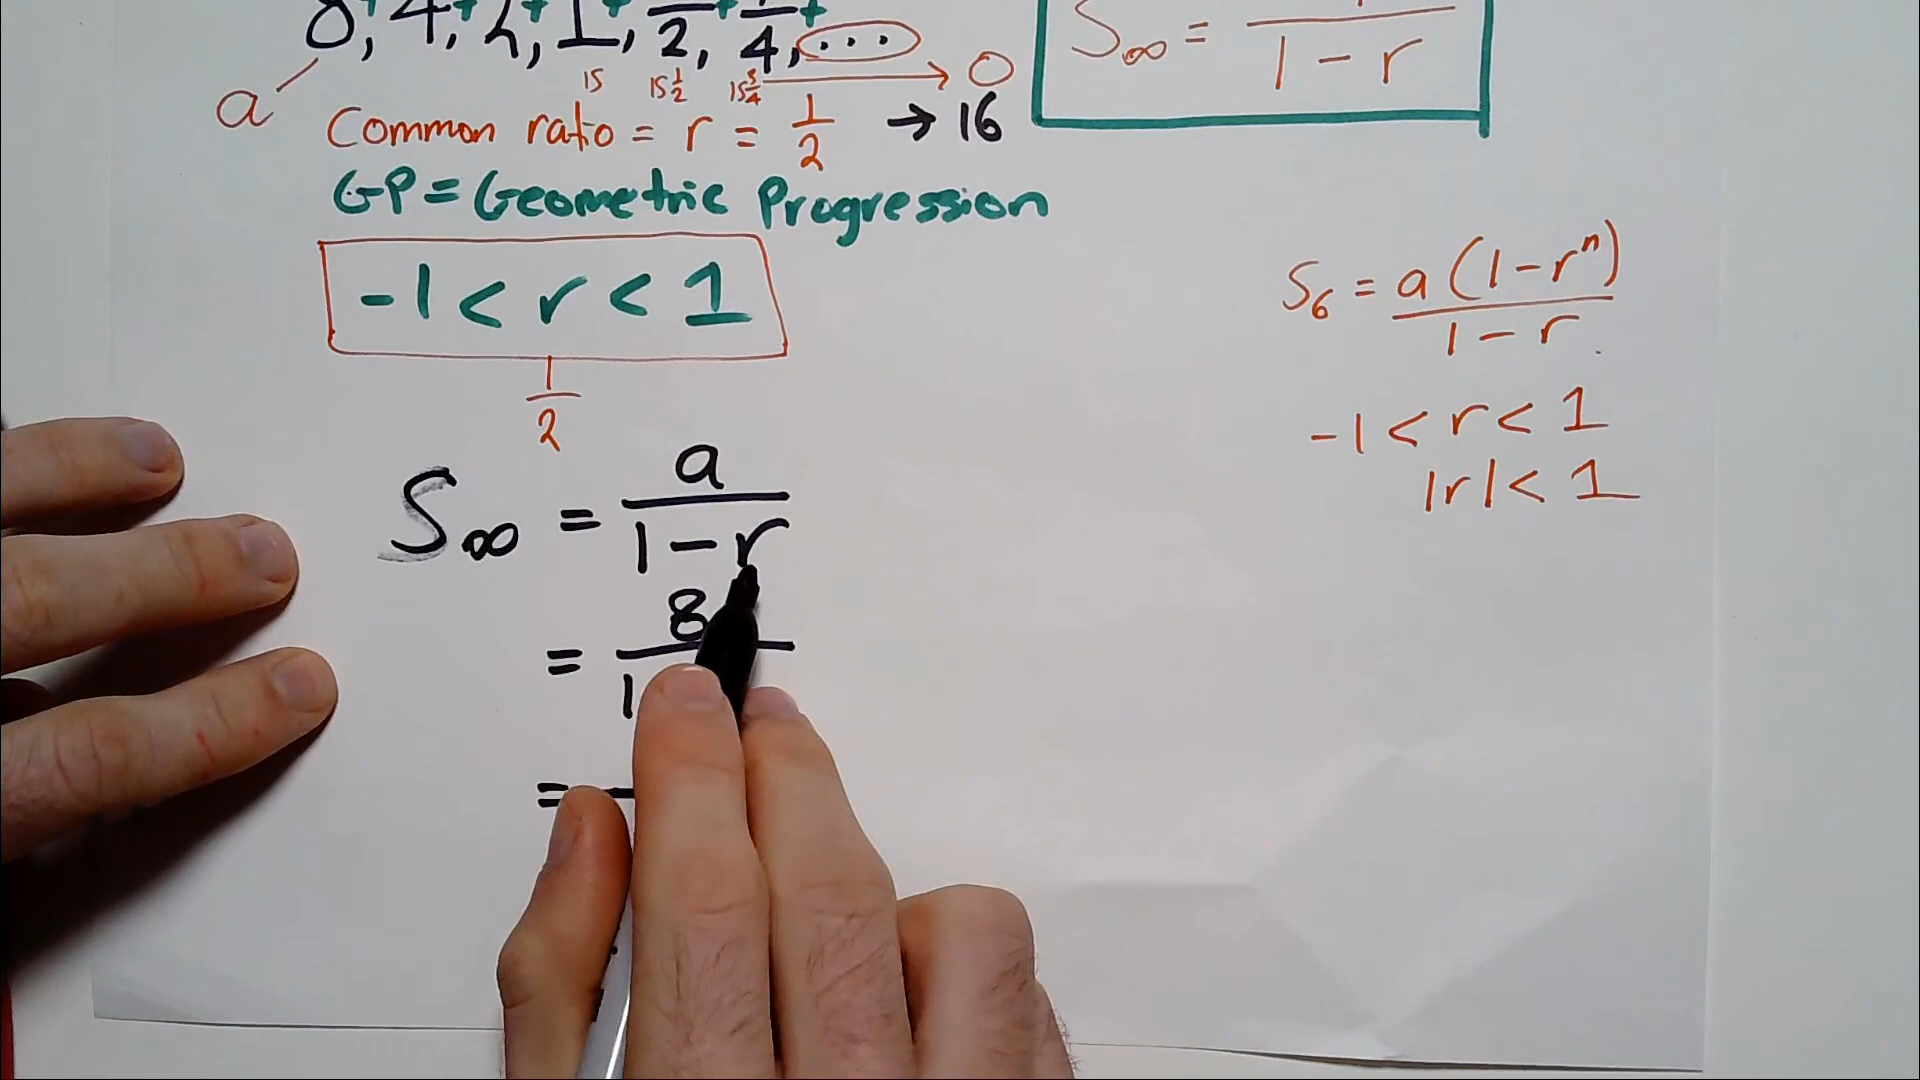 8, 4, 2, 1, 1/2, 1/4, ...
+ + + + + +
15 15 1/2 15 3/4 → 0
a
Common ratio = r = 1/2 → 16
GP = Geometric Progression
-1 < r < 1
1/2
S∞ = a/(1-r)
= 8/1
=
S∞ = /(1-r)
S6 = a(1-r^n)/(1-r)
-1 < r < 1
|r| < 1